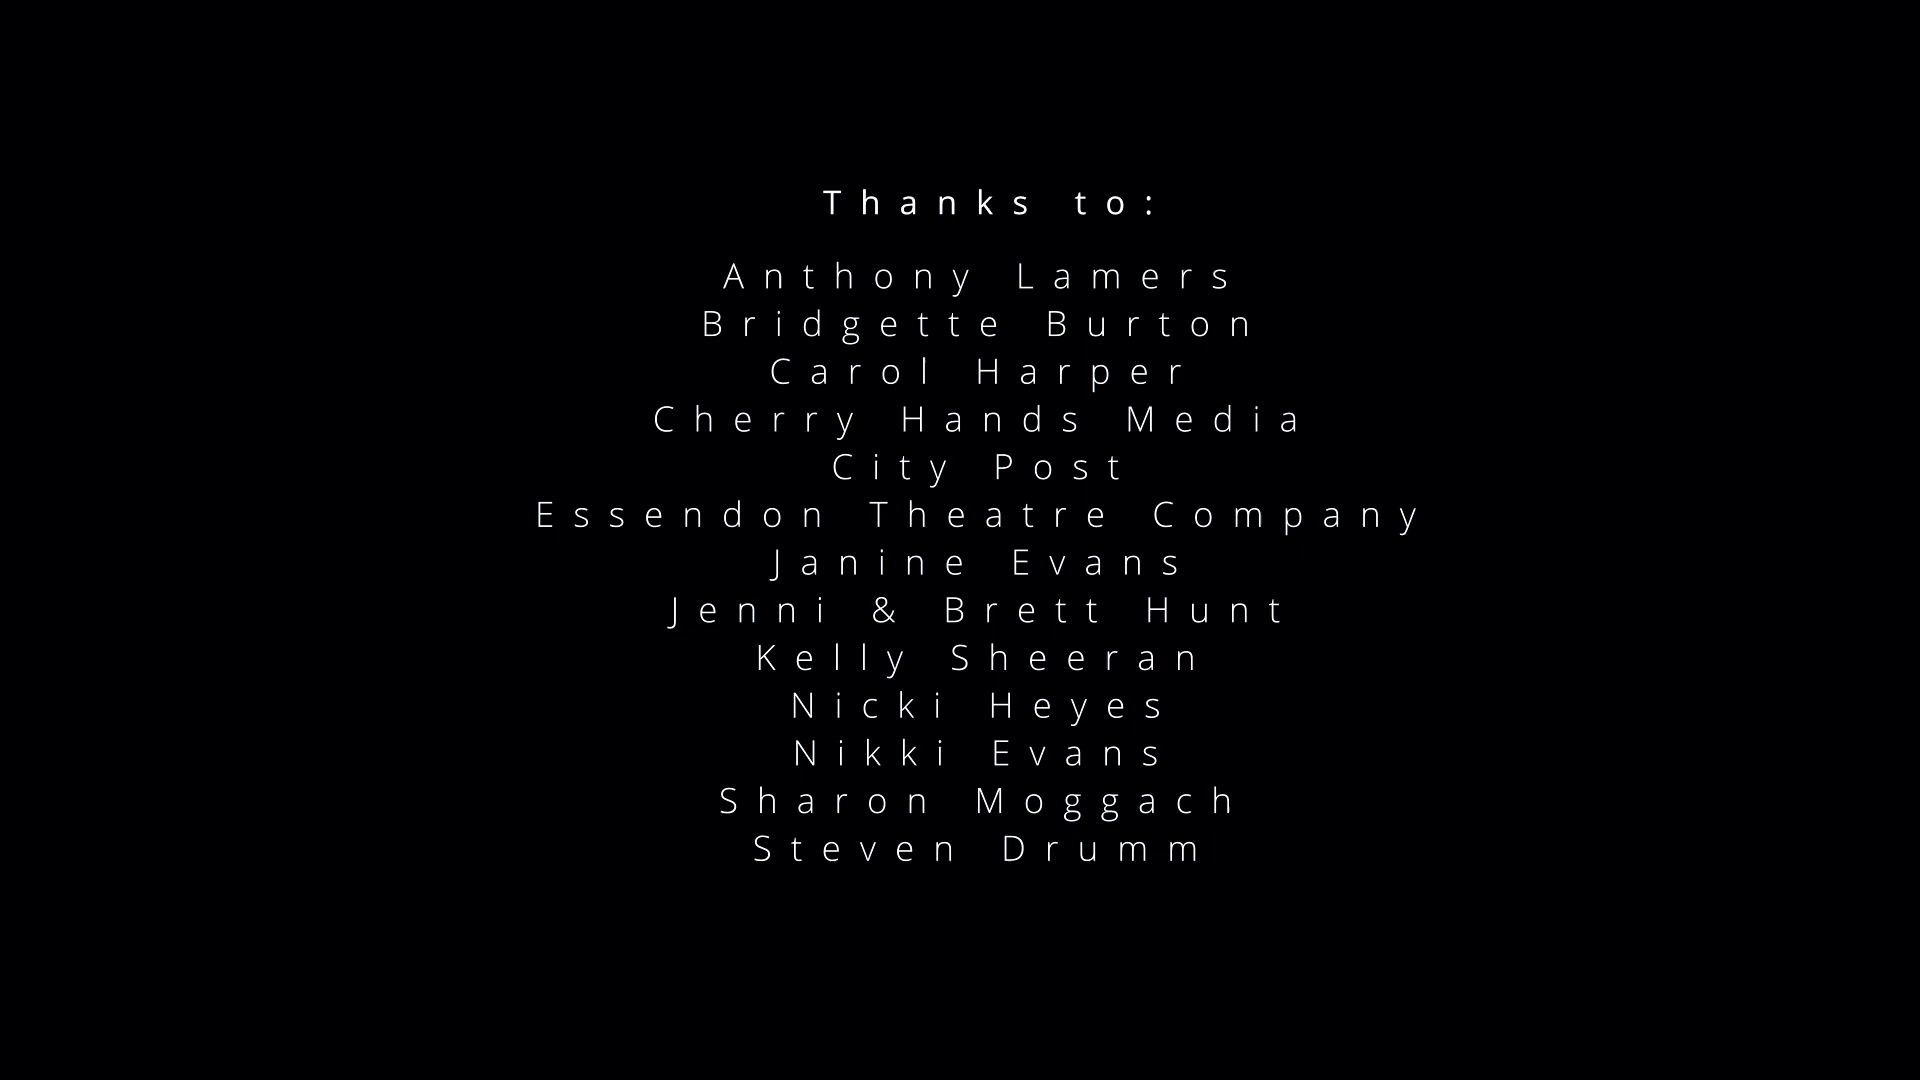 Thanks to:
Anthony Lamers
Bridgette Burton
Carol Harper
Cherry Hands Media
City Post
Essendon Theatre Company
Janine Evans
Jenni & Brett Hunt
Kelly Sheeran
Nicki Heyes
Nikki Evans
Sharon Moggach
Steven Drumm